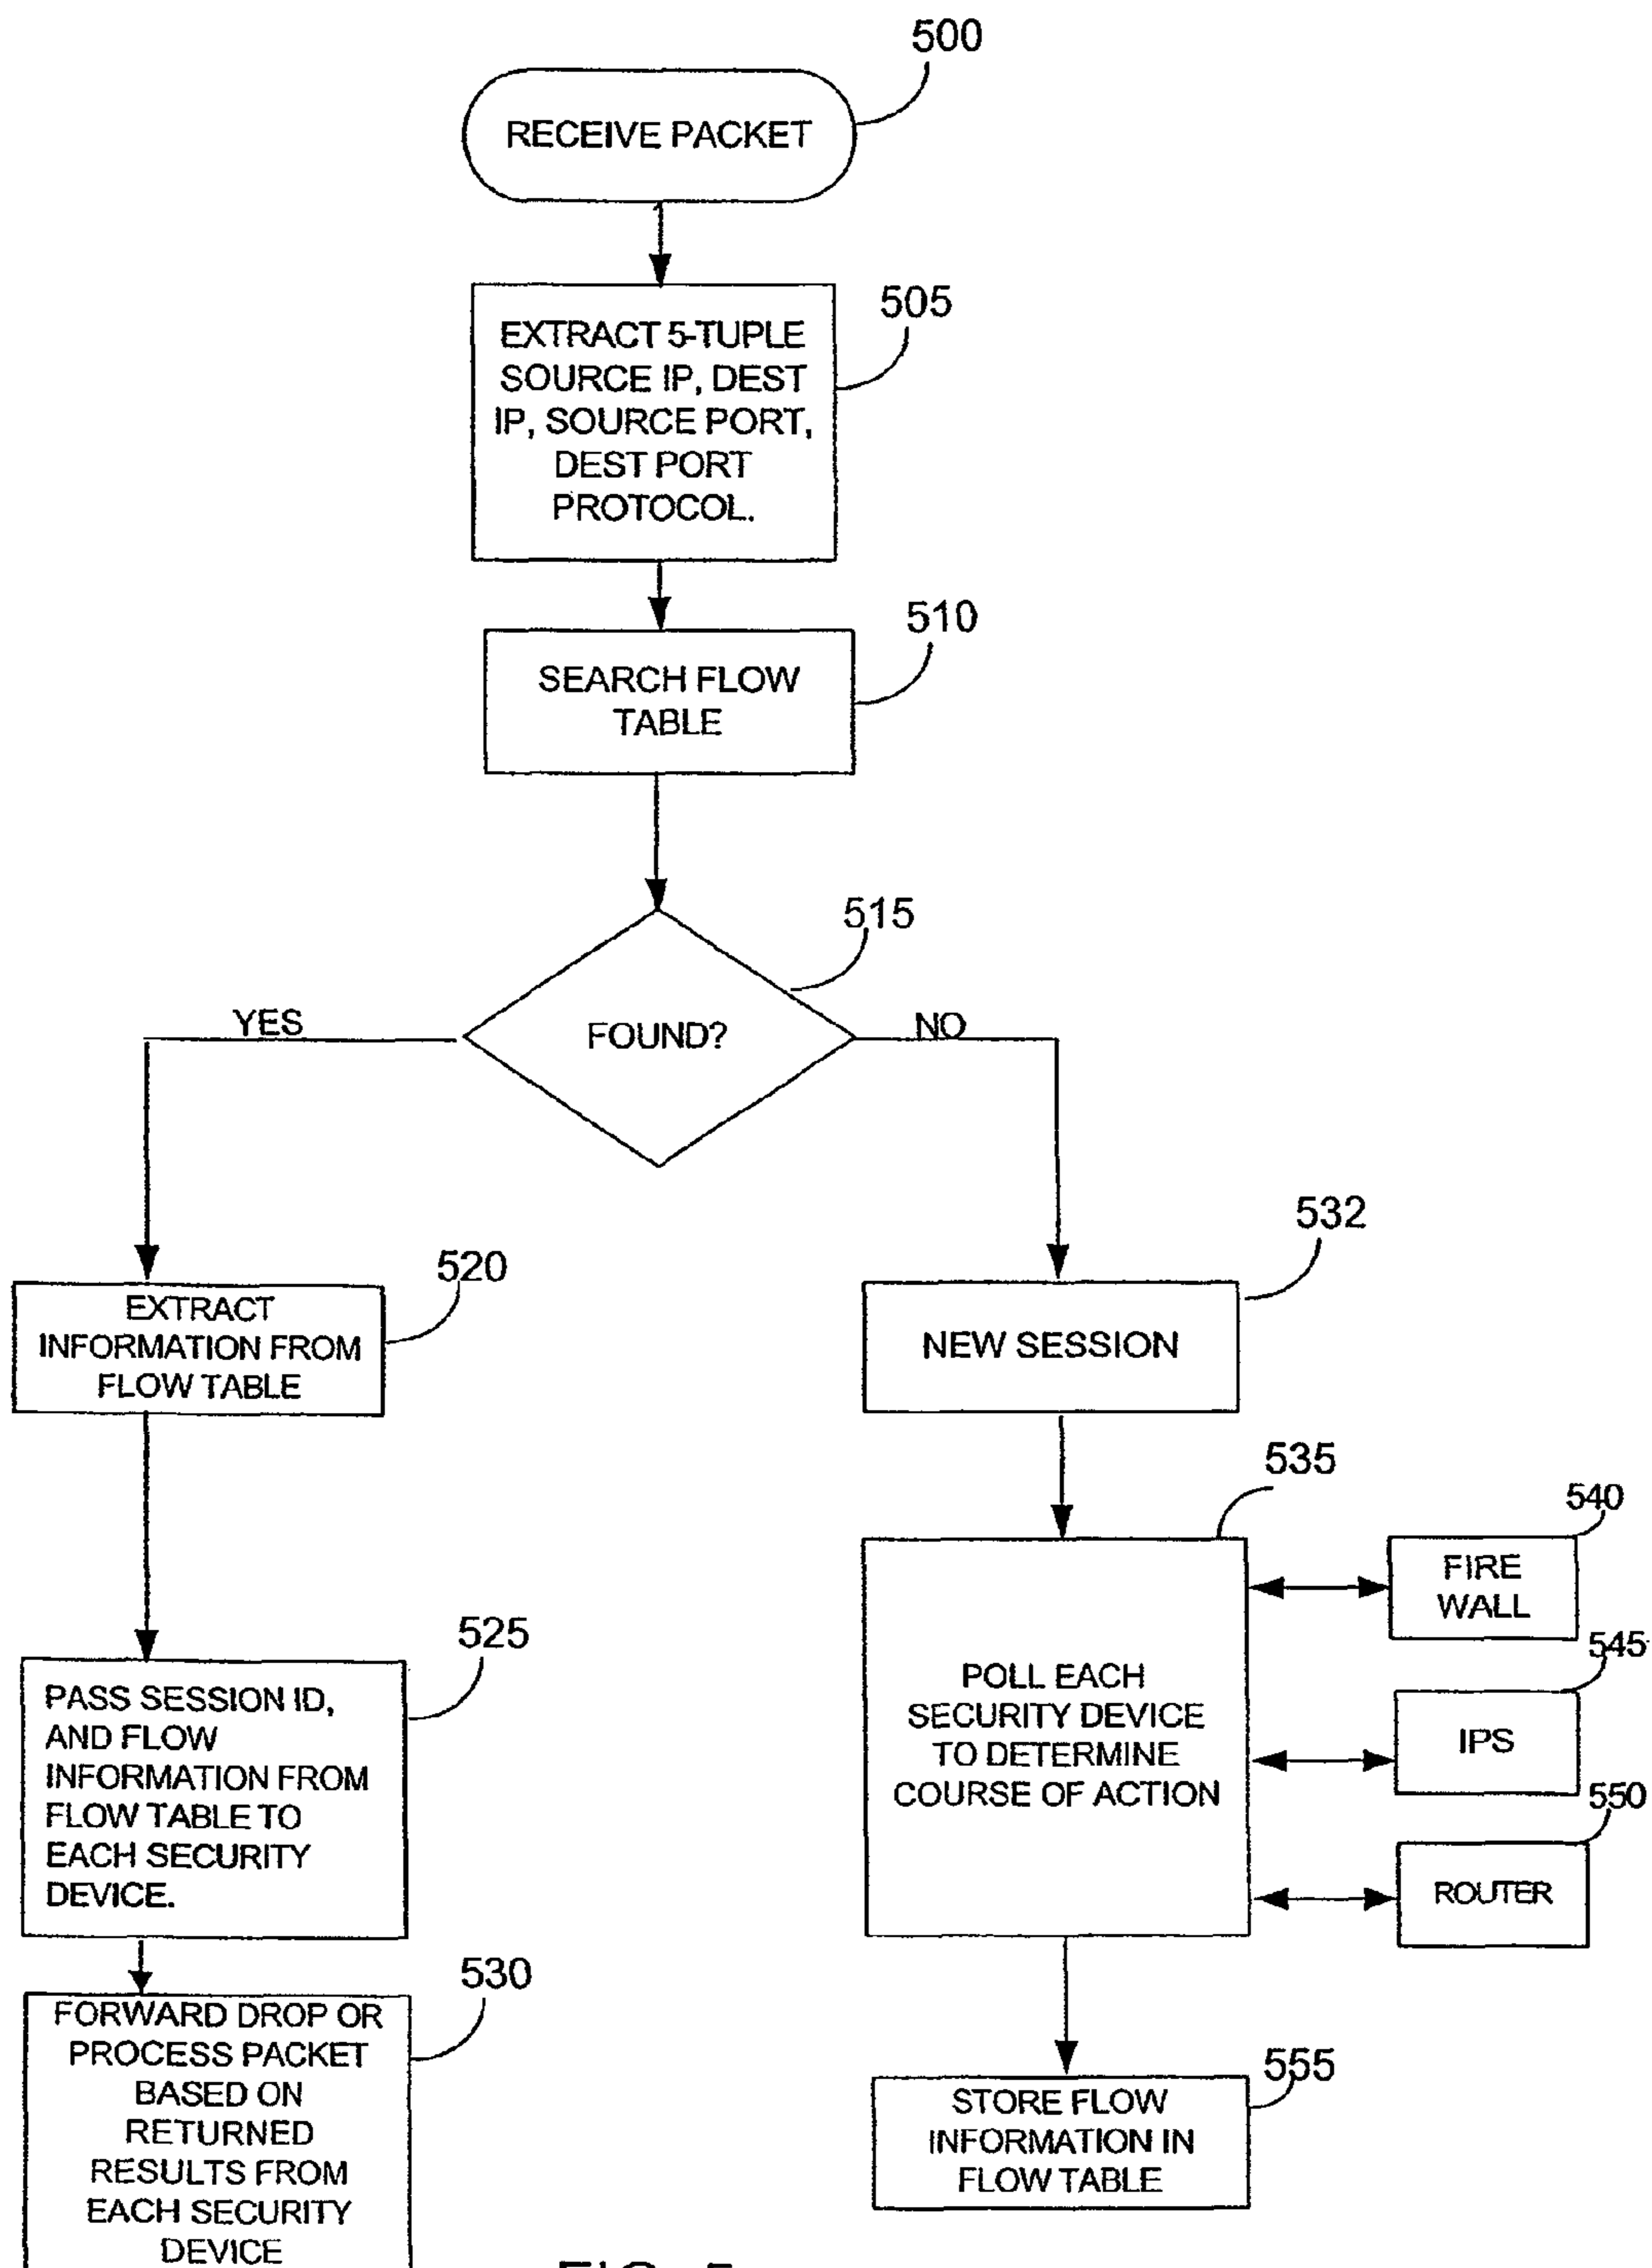 500
RECEIVE PACKET
505
EXTRACT 5-TUPLE
SOURCE IP, DEST
IP, SOURCE PORT,
DEST PORT
PROTOCOL.
510
SEARCH FLOW
TABLE
515
FOUND?
YES
NO
520
EXTRACT
INFORMATION FROM
FLOW TABLE
525
PASS SESSION ID,
AND FLOW
INFORMATION FROM
FLOW TABLE TO
EACH SECURITY
DEVICE.
530
FORWARD DROP OR
PROCESS PACKET
BASED ON
RETURNED
RESULTS FROM
EACH SECURITY
DEVICE
532
NEW SESSION
535
POLL EACH
SECURITY DEVICE
TO DETERMINE
COURSE OF ACTION
540
FIRE
WALL
545
IPS
550
ROUTER
555
STORE FLOW
INFORMATION IN
FLOW TABLE